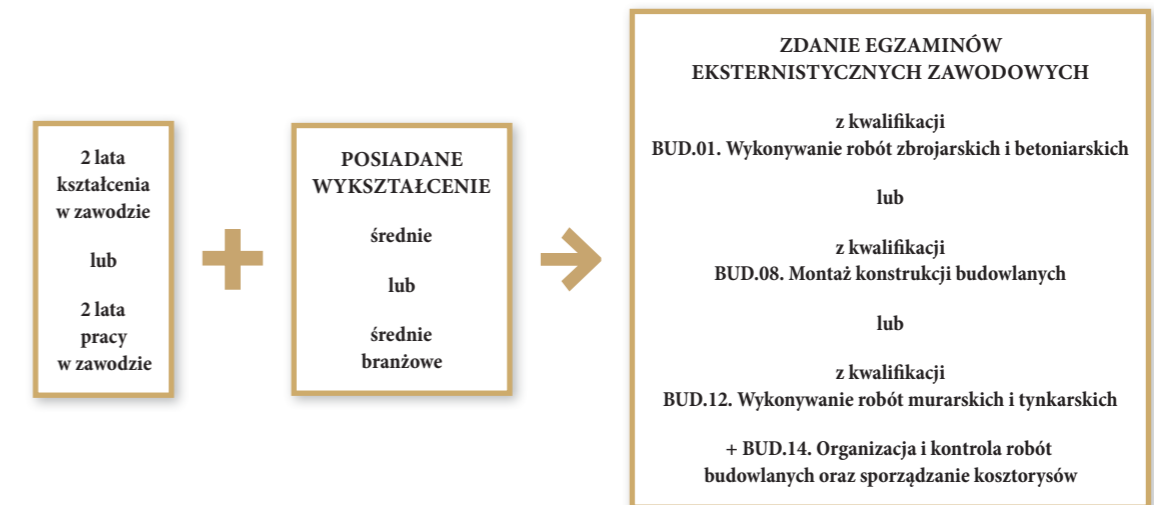 2 lata
kształcenia
w zawodzie
lub
2 lata
pracy
w zawodzie
POSIADANE
WYKSZTAŁCENIE
średnie
lub
średnie
branżowe
ZDANIE EGZAMINÓW
EKSTERNISTYCZNYCH ZAWODOWYCH
z kwalifikacji
BUD.01. Wykonywanie robót zbrojarskich i betoniarskich
lub
z kwalifikacji
BUD.08. Montaż konstrukcji budowlanych
lub
z kwalifikacji
BUD.12. Wykonywanie robót murarskich i tynkarskich
+ BUD.14. Organizacja i kontrola robót
budowlanych oraz sporządzanie kosztorysów